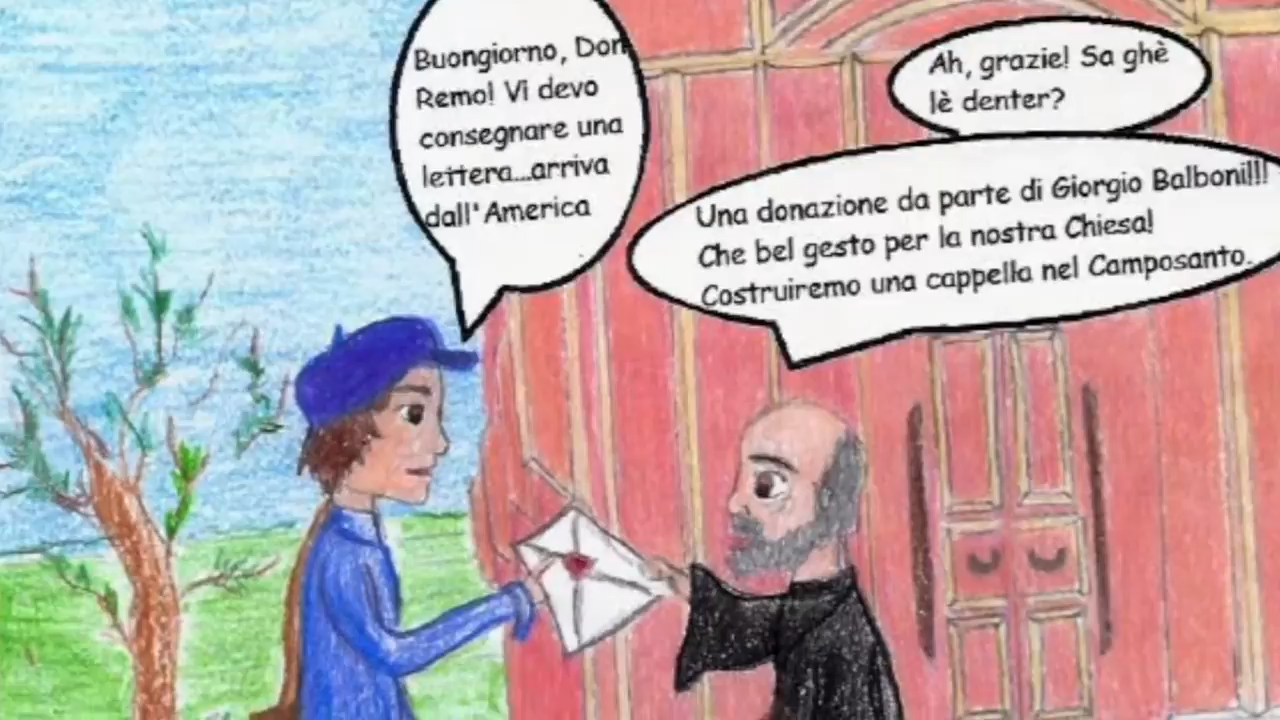 Buongiorno, Don
Remo! Vi devo
consegnare una
lettera...arriva
dall'America
Ah, grazie! Sa ghè
lè denter?
Una donazione da parte di Giorgio Balboni!!!
Che bel gesto per la nostra Chiesa!
Costruiremo una cappella nel Camposanto.